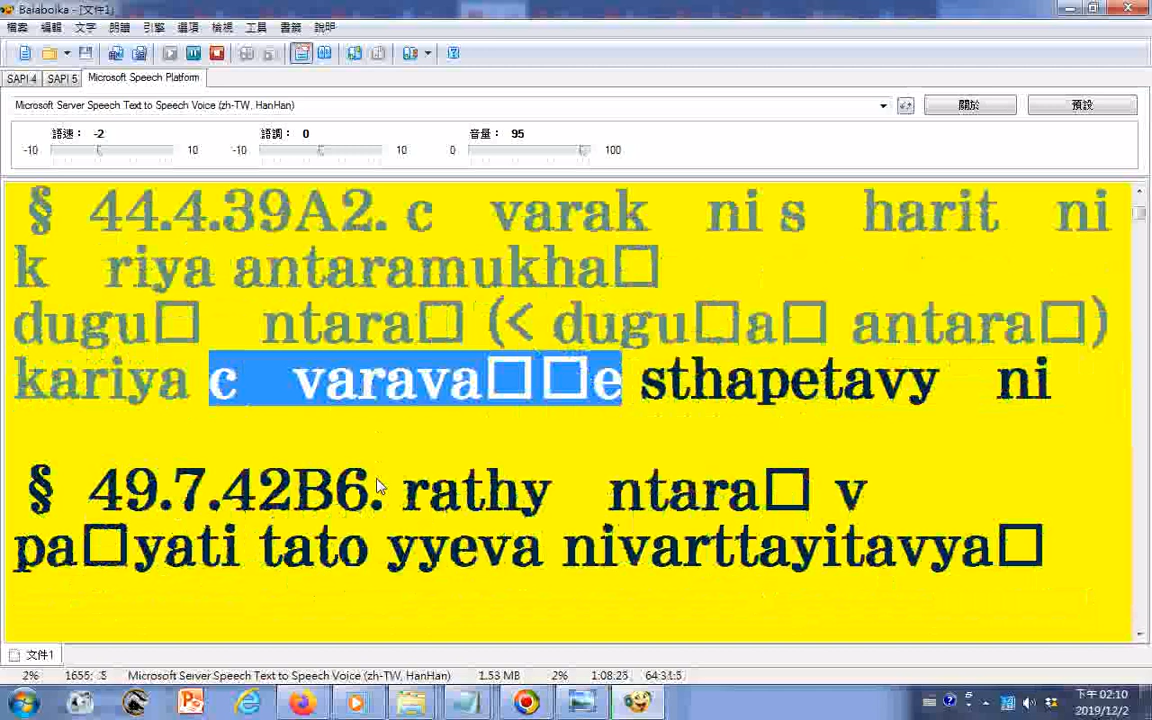 Balabolka - [文件1]
檔案 編輯 文字 朗讀 引擎 選項 檢視 工具 書籤 說明
SAPI 4 SAPI 5 Microsoft Speech Platform
Microsoft Server Speech Text to Speech Voice (zh-TW, HanHan) 關於 預設
語速： -2 語調： 0 音量： 95
-10 10 -10 10 0 100
§ 44.4.39A2. c varak ni s harit ni
k riya antaramukha□
dugu□ ntara□ (< dugu□a□ antara□)
kariya c varava□□e sthapetavy ni
§ 49.7.42B6. rathy ntara□ v
pa□yati tato yyeva nivarttayitavya□
文件1
2% Microsoft Server Speech Text to Speech Voice (zh-TW, HanHan) 1.53 MB 2%
下午 02:10
2019/12/2